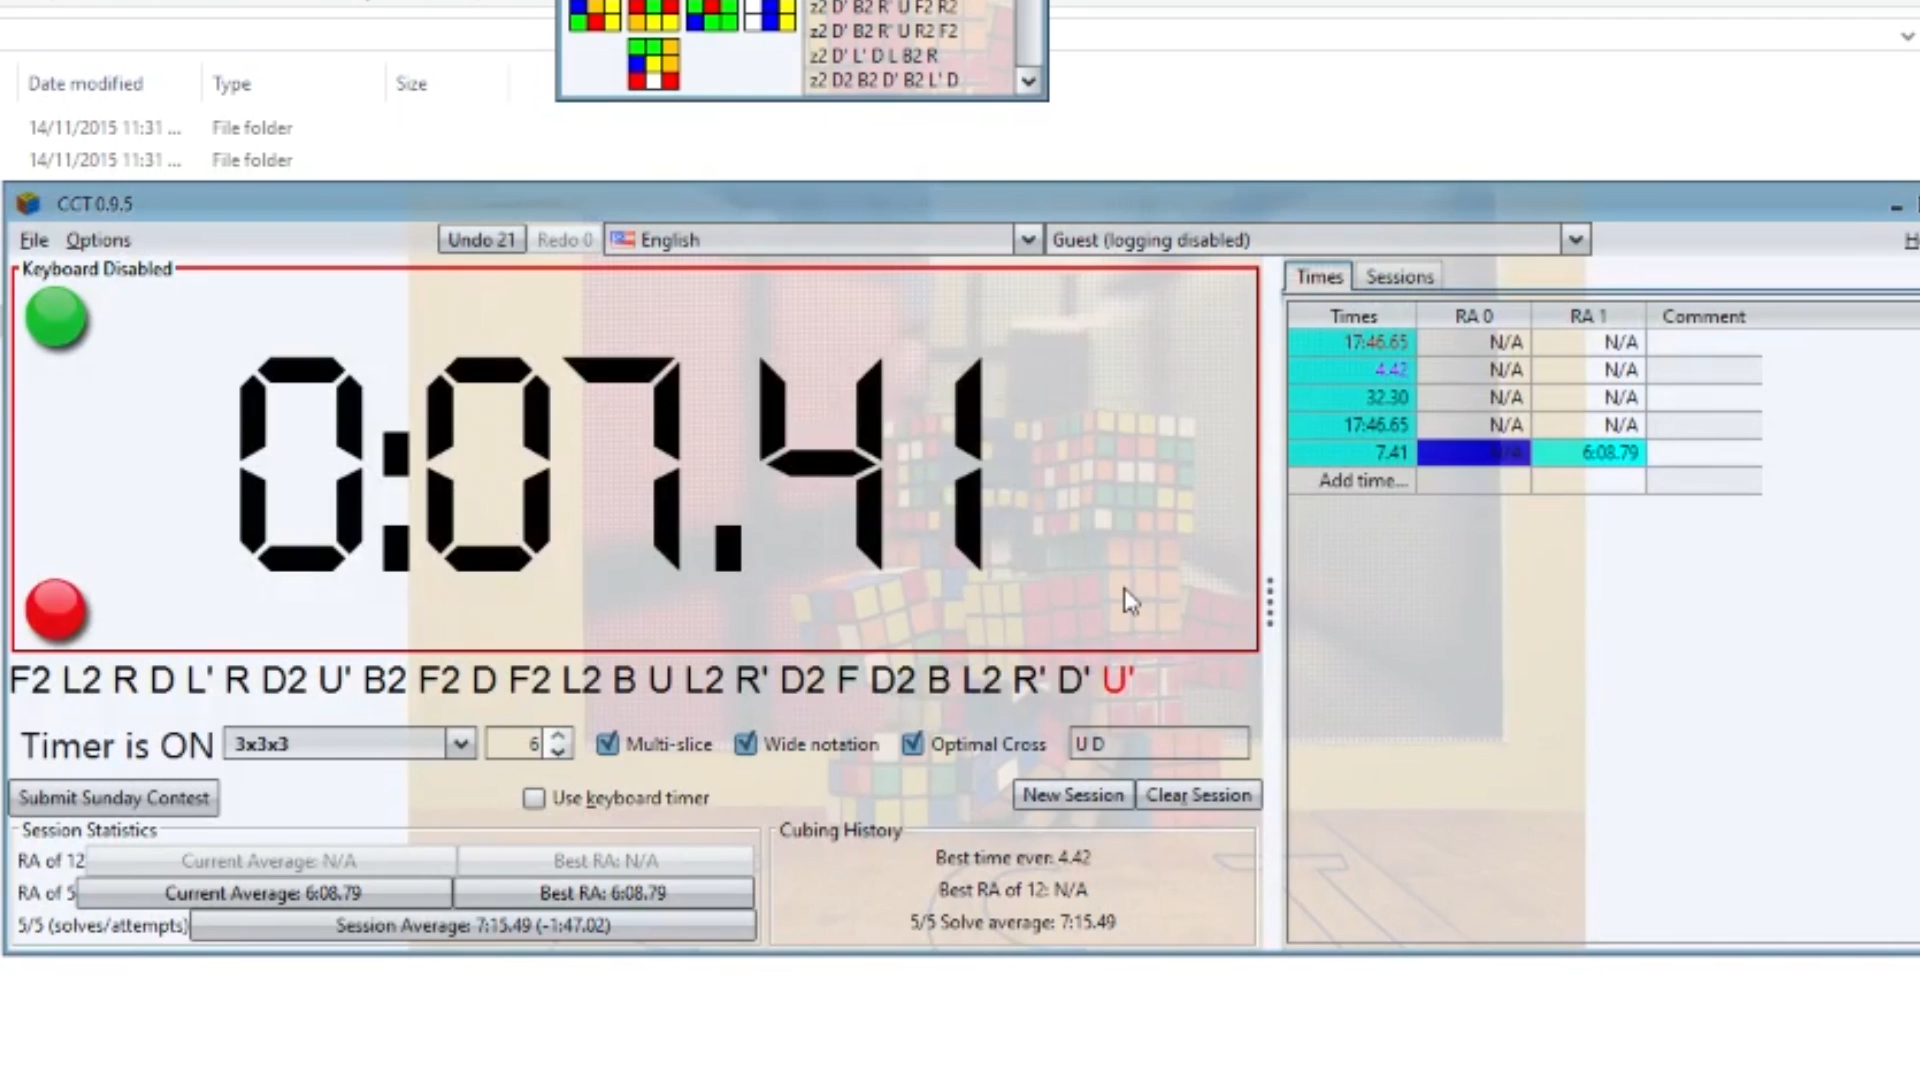 z2 D' B2 R' U F2 R2
z2 D' B2 R' U R2 F2
z2 D' L' D L B2 R
z2 D2 B2 D' B2 L' D
Date modified Type Size
14/11/2015 11:31 ... File folder
14/11/2015 11:31 ... File folder
CCT 0.9.5
File Options Undo 21 Redo 0 English Guest (logging disabled)
Keyboard Disabled
0:07.41
F2 L2 R D L' R D2 U' B2 F2 D F2 L2 B U L2 R' D2 F D2 B L2 R' D' U'
Timer is ON 3x3x3 6 Multi-slice Wide notation Optimal Cross U D
Submit Sunday Contest Use keyboard timer New Session Clear Session
Session Statistics
RA of 12 Current Average: N/A Best RA: N/A
RA of 5 Current Average: 6:08.79 Best RA: 6:08.79
5/5 (solves/attempts) Session Average: 7:15.49 (-1:47.02)
Cubing History
Best time ever: 4.42
Best RA of 12: N/A
5/5 Solve average: 7:15.49
Times Sessions
Times RA 0 RA 1 Comment
17:46.65 N/A N/A
4.42 N/A N/A
32.30 N/A N/A
17:46.65 N/A N/A
7.41 N/A 6:08.79
Add time...